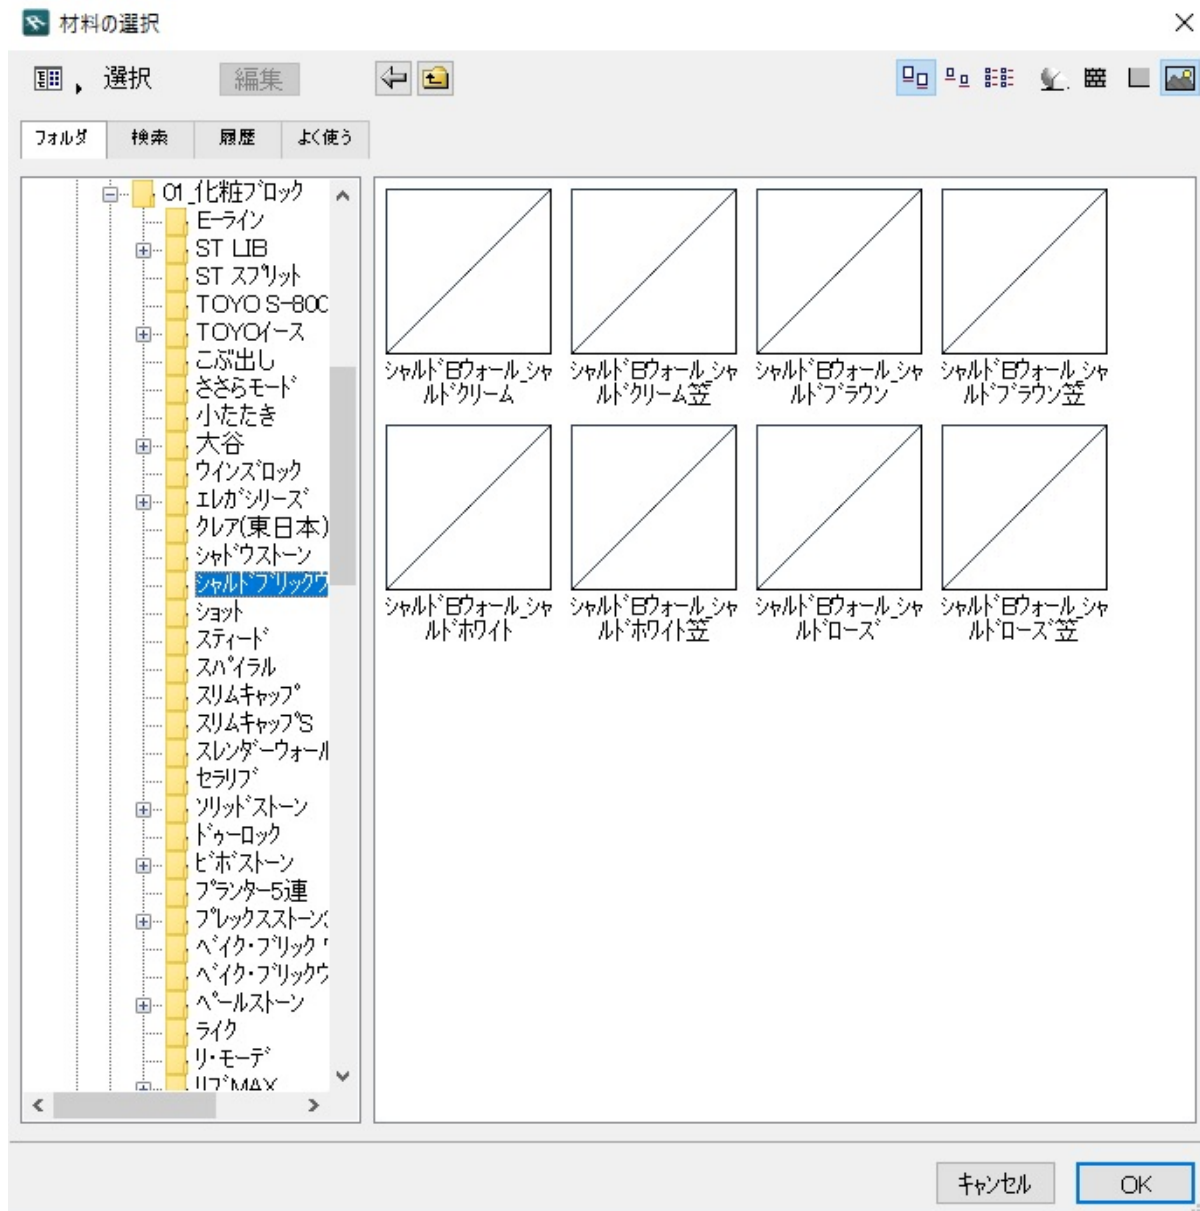 材料の選択
選択
編集
フォルダ
検索
履歴
よく使う
01_化粧ブロック
E-ライン
ST LIB
ST スプリット
TOYO S-800
TOYOイース
こぶ出し
ささらモード
小たたき
大谷
ウインズロック
エレガシリーズ
クレア(東日本)
シャドウストーン
シャルドブリックウ
ショット
スティード
スパイラル
スリムキャップ
スリムキャップS
スレンダーウォール
セラリブ
ソリッドストーン
ドゥーロック
ビボストーン
プランター5連
プレックスストーン
ベイク・ブリック
ベイク・ブリックウ
ペールストーン
ライク
リ・モーデ
リブMAX
シャルドBウォール_シャ
ルドクリーム
シャルドBウォール_シャ
ルドクリーム笠
シャルドBウォール_シャ
ルドブラウン
シャルドBウォール_シャ
ルドブラウン笠
シャルドBウォール_シャ
ルドホワイト
シャルドBウォール_シャ
ルドホワイト笠
シャルドBウォール_シャ
ルドローズ
シャルドBウォール_シャ
ルドローズ笠
キャンセル
OK